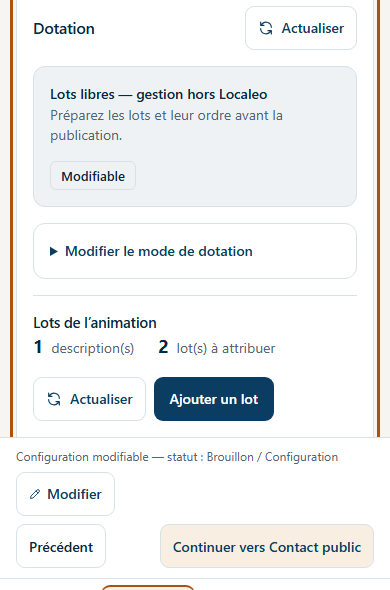 Dotation
Actualiser
Lots libres — gestion hors Localeo
Préparez les lots et leur ordre avant la
publication.
Modifiable
Modifier le mode de dotation
Lots de l'animation
1 description(s) 2 lot(s) à attribuer
Actualiser Ajouter un lot
Configuration modifiable — statut : Brouillon / Configuration
Modifier
Précédent Continuer vers Contact public